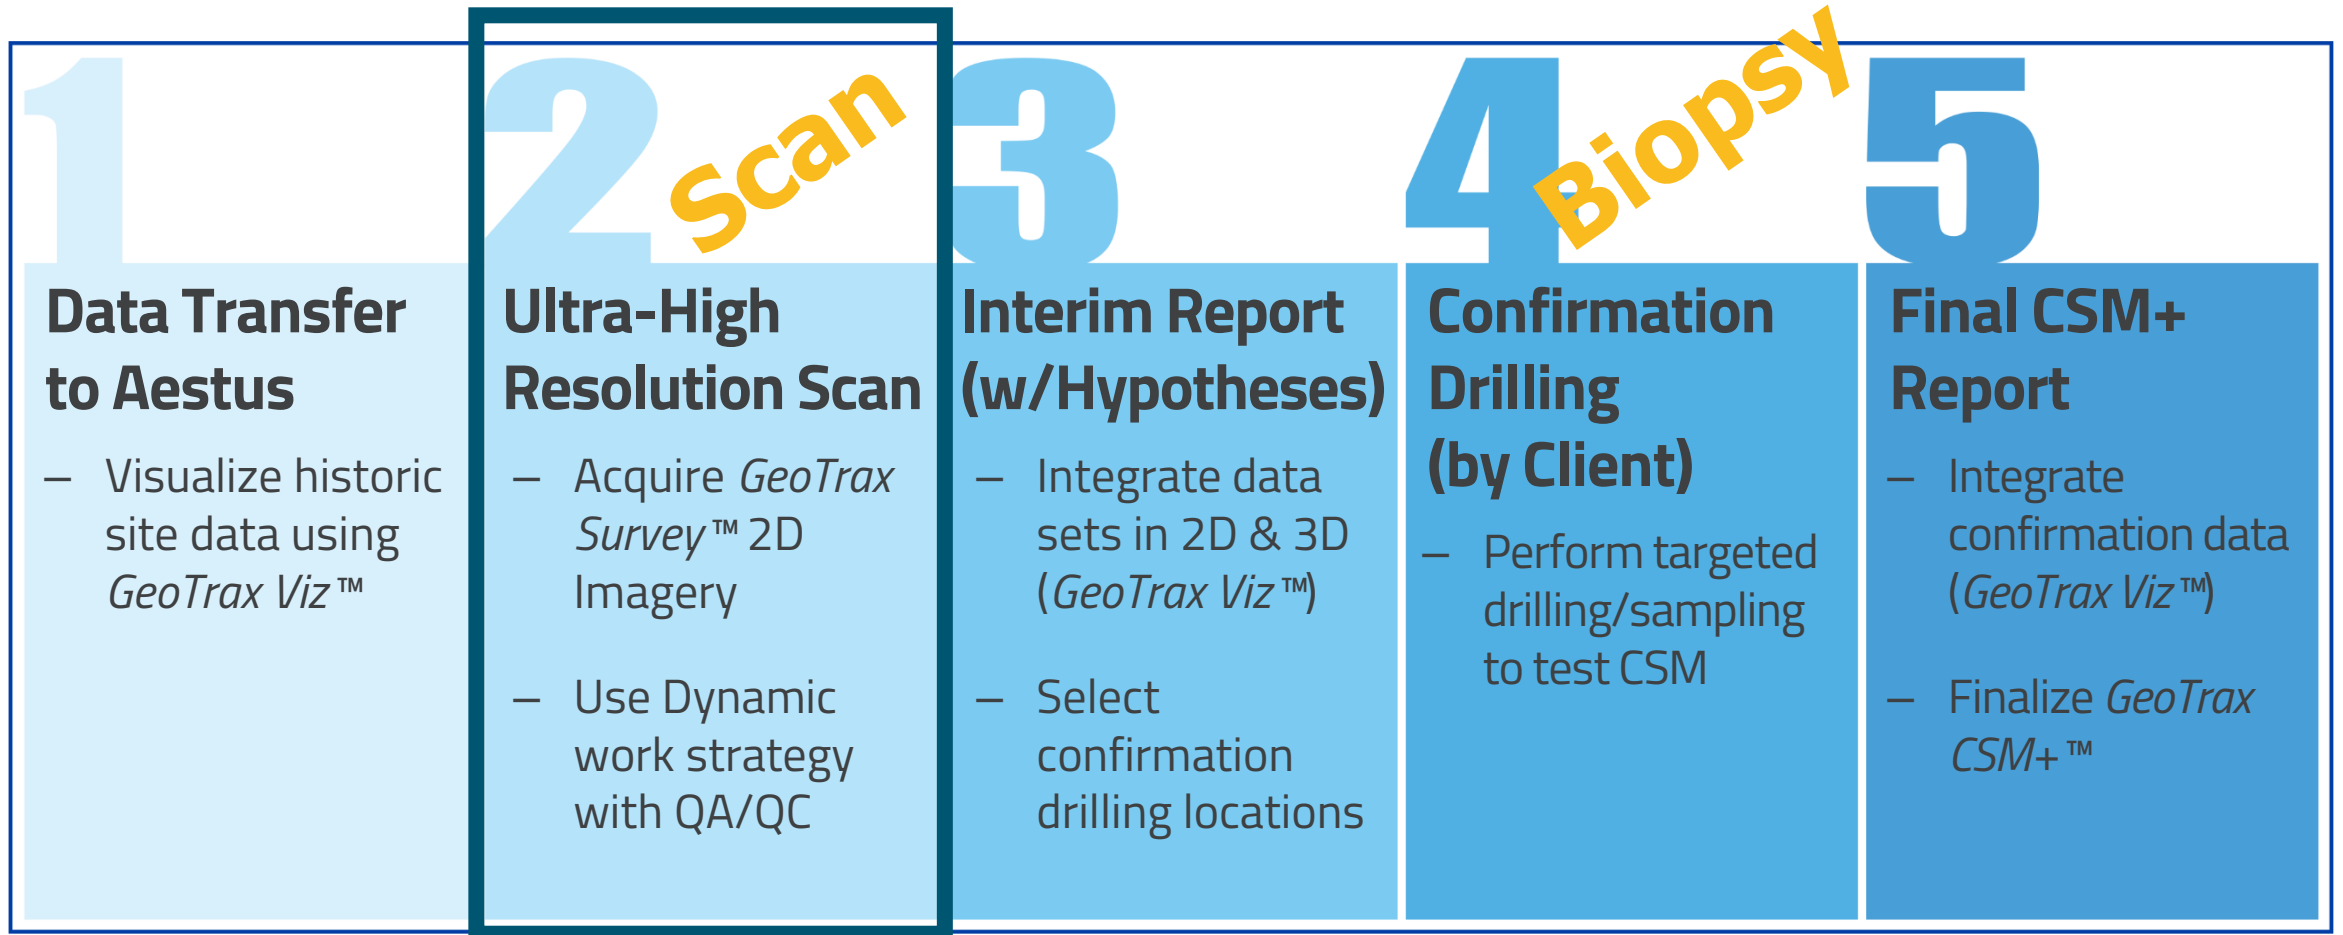 1
Data Transfer
to Aestus
– Visualize historic
site data using
GeoTrax Viz™
2
Scan
Ultra-High
Resolution Scan
– Acquire GeoTrax
Survey™ 2D
Imagery
– Use Dynamic
work strategy
with QA/QC
3
Interim Report
(w/Hypotheses)
– Integrate data
sets in 2D & 3D
(GeoTrax Viz™)
– Select
confirmation
drilling locations
4
Biopsy
Confirmation
Drilling
(by Client)
– Perform targeted
drilling/sampling
to test CSM
5
Final CSM+
Report
– Integrate
confirmation data
(GeoTrax Viz™)
– Finalize GeoTrax
CSM+™